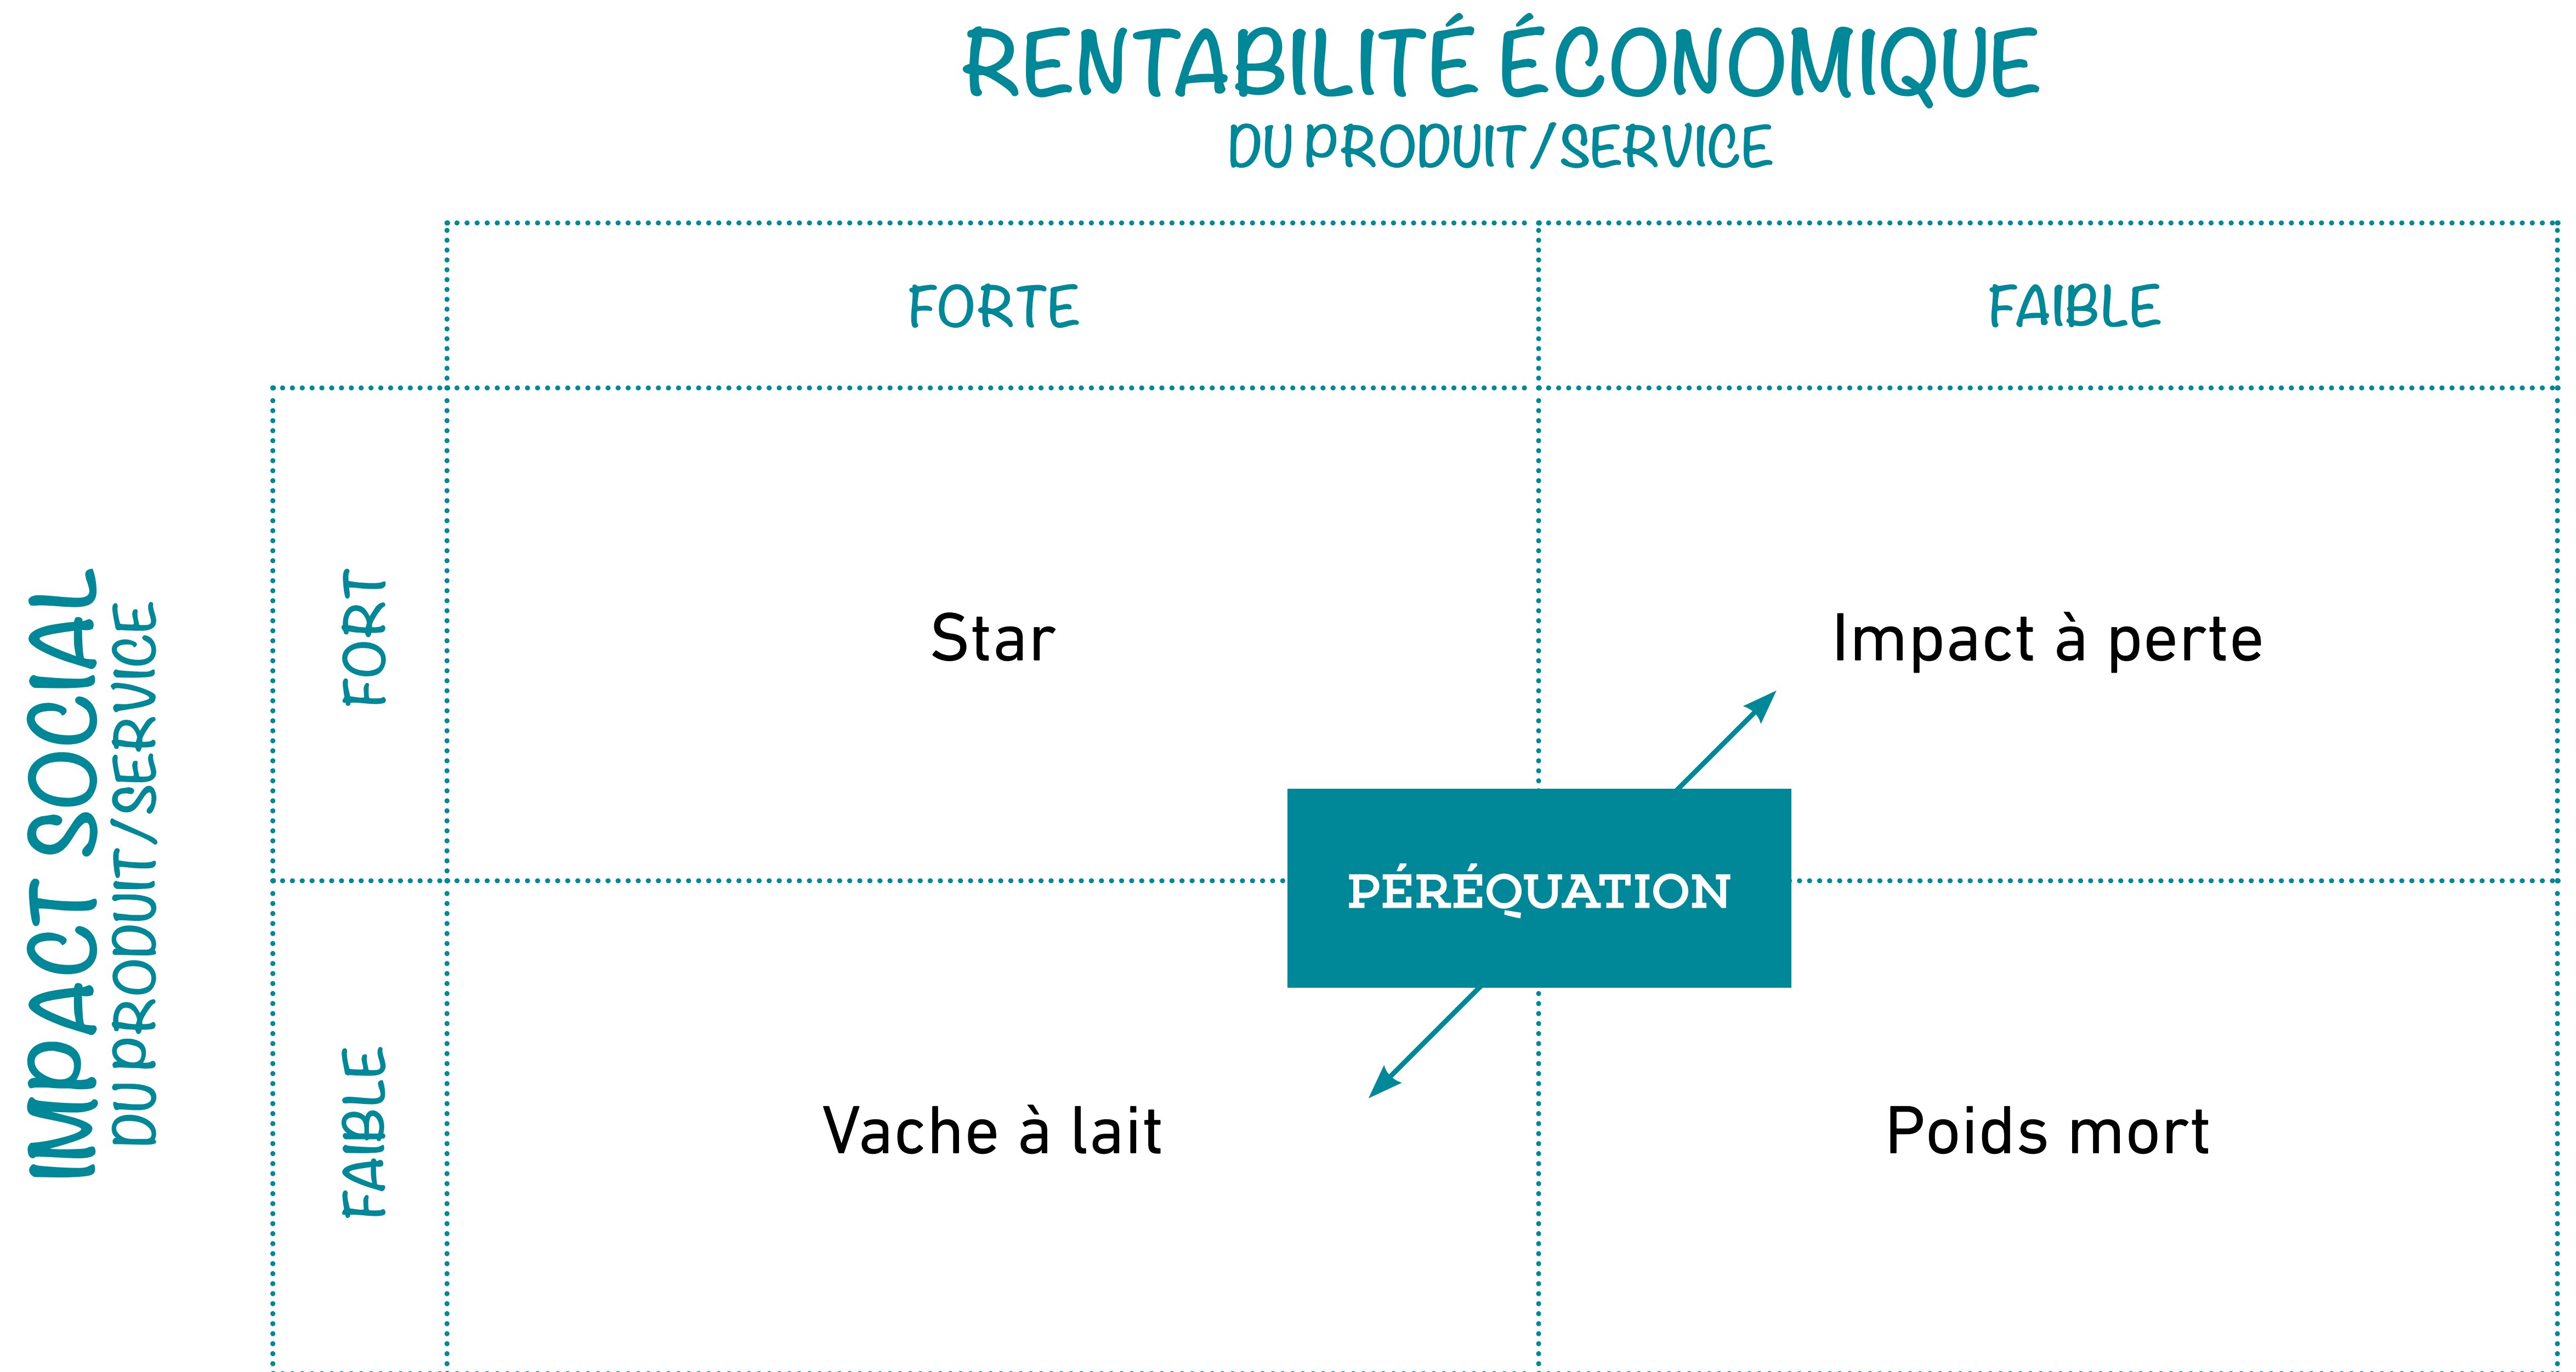 RENTABILITÉ ÉCONOMIQUE
DU PRODUIT/SERVICE
FORTE
FAIBLE
IMPACT SOCIAL
DU PRODUIT/SERVICE
FORT
Star
Impact à perte
PÉRÉQUATION
FAIBLE
Vache à lait
Poids mort